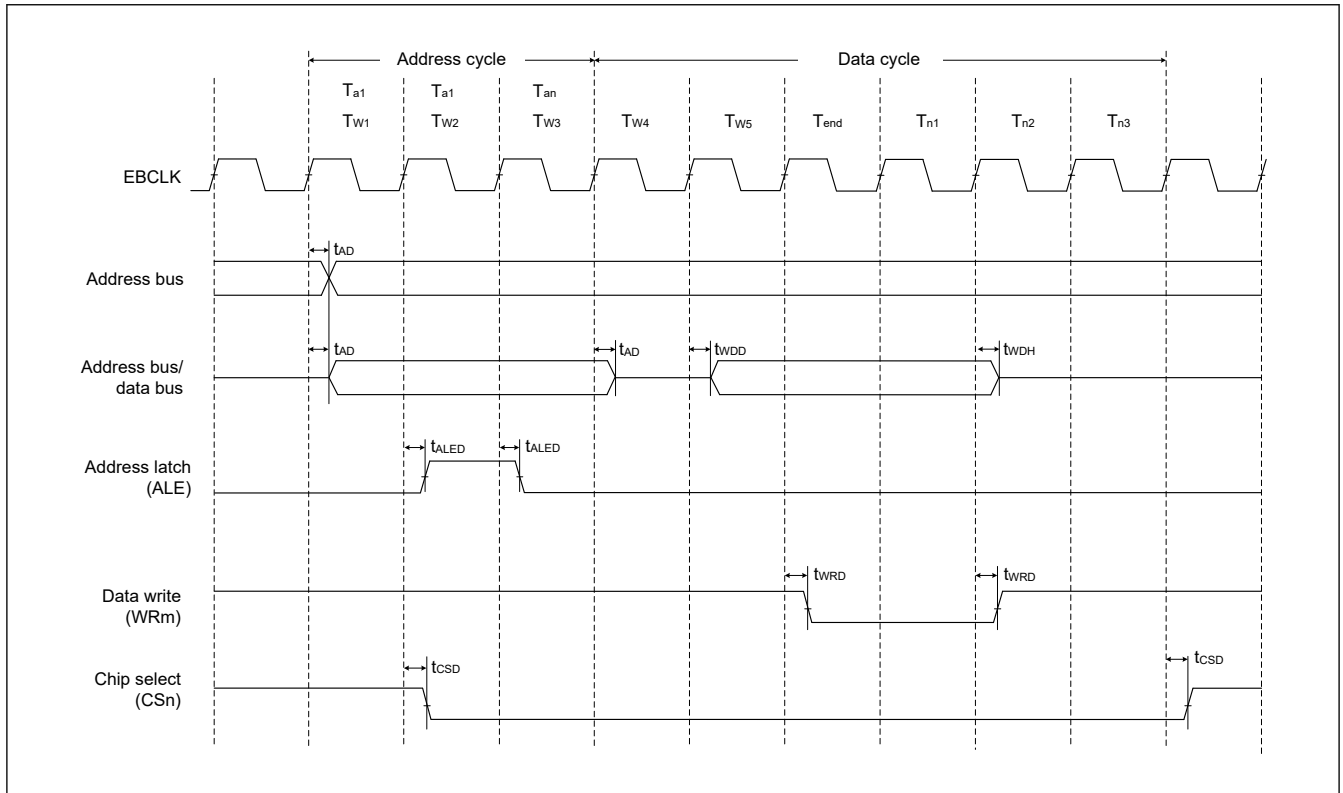 Address cycle Data cycle
Ta1 Ta1 Tan
TW1 TW2 TW3 TW4 TW5 Tend Tn1 Tn2 Tn3
EBCLK
tAD
Address bus
tAD tAD tWDD tWDH
Address bus/
data bus
tALED tALED
Address latch
(ALE)
tWRD tWRD
Data write
(WRm)
tCSD tCSD
Chip select
(CSn)